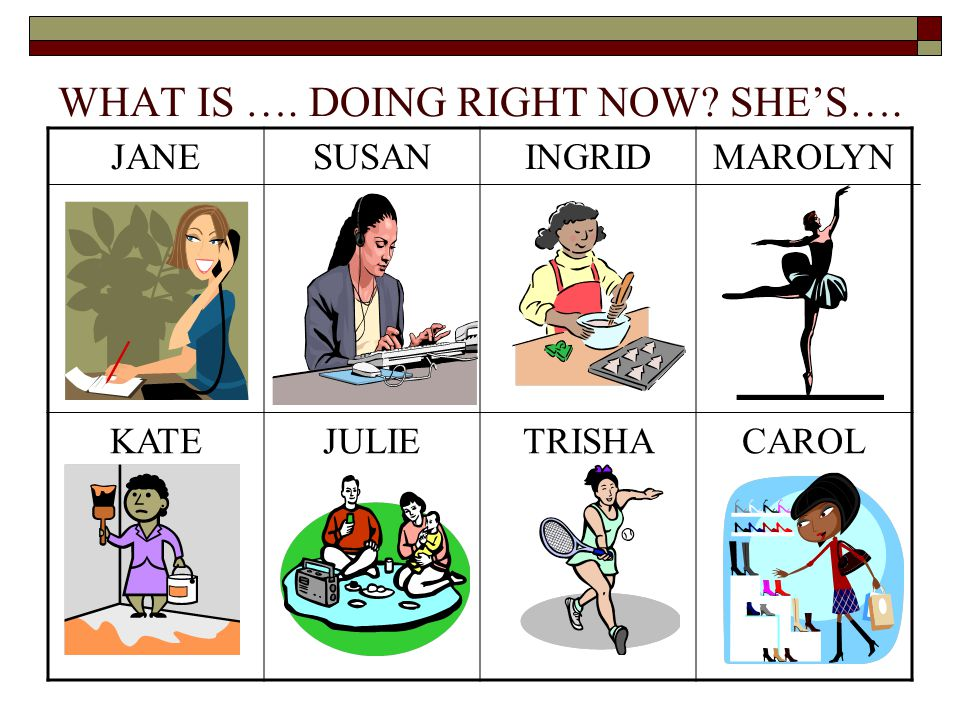 WHAT IS …. DOING RIGHT NOW? SHE’S….
JANE SUSAN INGRID MAROLYN
KATE JULIE TRISHA CAROL